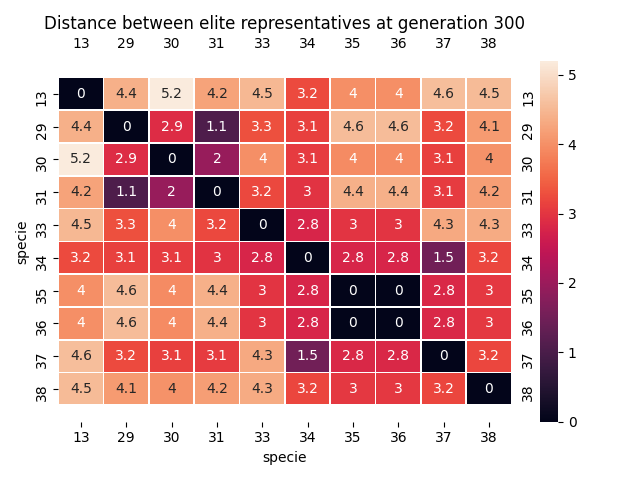 Distance between elite representatives at generation 300
13 29 30 31 33 34 35 36 37 38
13 0 4.4 5.2 4.2 4.5 3.2 4 4 4.6 4.5 13
29 4.4 0 2.9 1.1 3.3 3.1 4.6 4.6 3.2 4.1 29
30 5.2 2.9 0 2 4 3.1 4 4 3.1 4 30
31 4.2 1.1 2 0 3.2 3 4.4 4.4 3.1 4.2 31
33 4.5 3.3 4 3.2 0 2.8 3 3 4.3 4.3 33
34 3.2 3.1 3.1 3 2.8 0 2.8 2.8 1.5 3.2 34
35 4 4.6 4 4.4 3 2.8 0 0 2.8 3 35
36 4 4.6 4 4.4 3 2.8 0 0 2.8 3 36
37 4.6 3.2 3.1 3.1 4.3 1.5 2.8 2.8 0 3.2 37
38 4.5 4.1 4 4.2 4.3 3.2 3 3 3.2 0 38
13 29 30 31 33 34 35 36 37 38
specie
specie
5
4
3
2
1
0